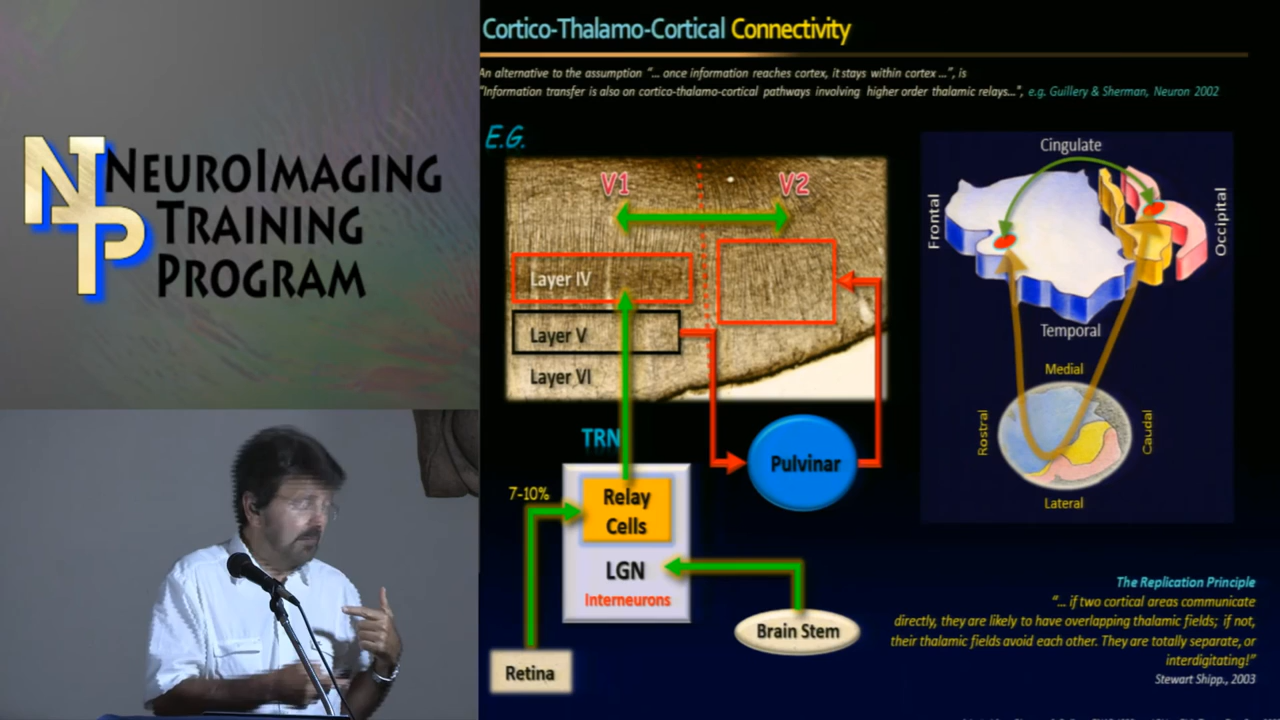 NEUROIMAGING
TRAINING
PROGRAM
NTP
Cortico-Thalamo-Cortical Connectivity
An alternative to the assumption “... once information reaches cortex, it stays within cortex ...”, is
“Information transfer is also on cortico-thalamo-cortical pathways involving higher order thalamic relays...”, e.g. Guillery & Sherman, Neuron 2002
E.G.
V1
V2
Layer IV
Layer V
Layer VI
TRN
7-10%
Relay
Cells
LGN
Interneurons
Pulvinar
Brain Stem
Retina
Cingulate
Frontal
Occipital
Temporal
Medial
Rostral
Caudal
Lateral
The Replication Principle
“... if two cortical areas communicate
directly, they are likely to have overlapping thalamic fields; if not,
their thalamic fields avoid each other. They are totally separate, or
interdigitating!”
Stewart Shipp., 2003